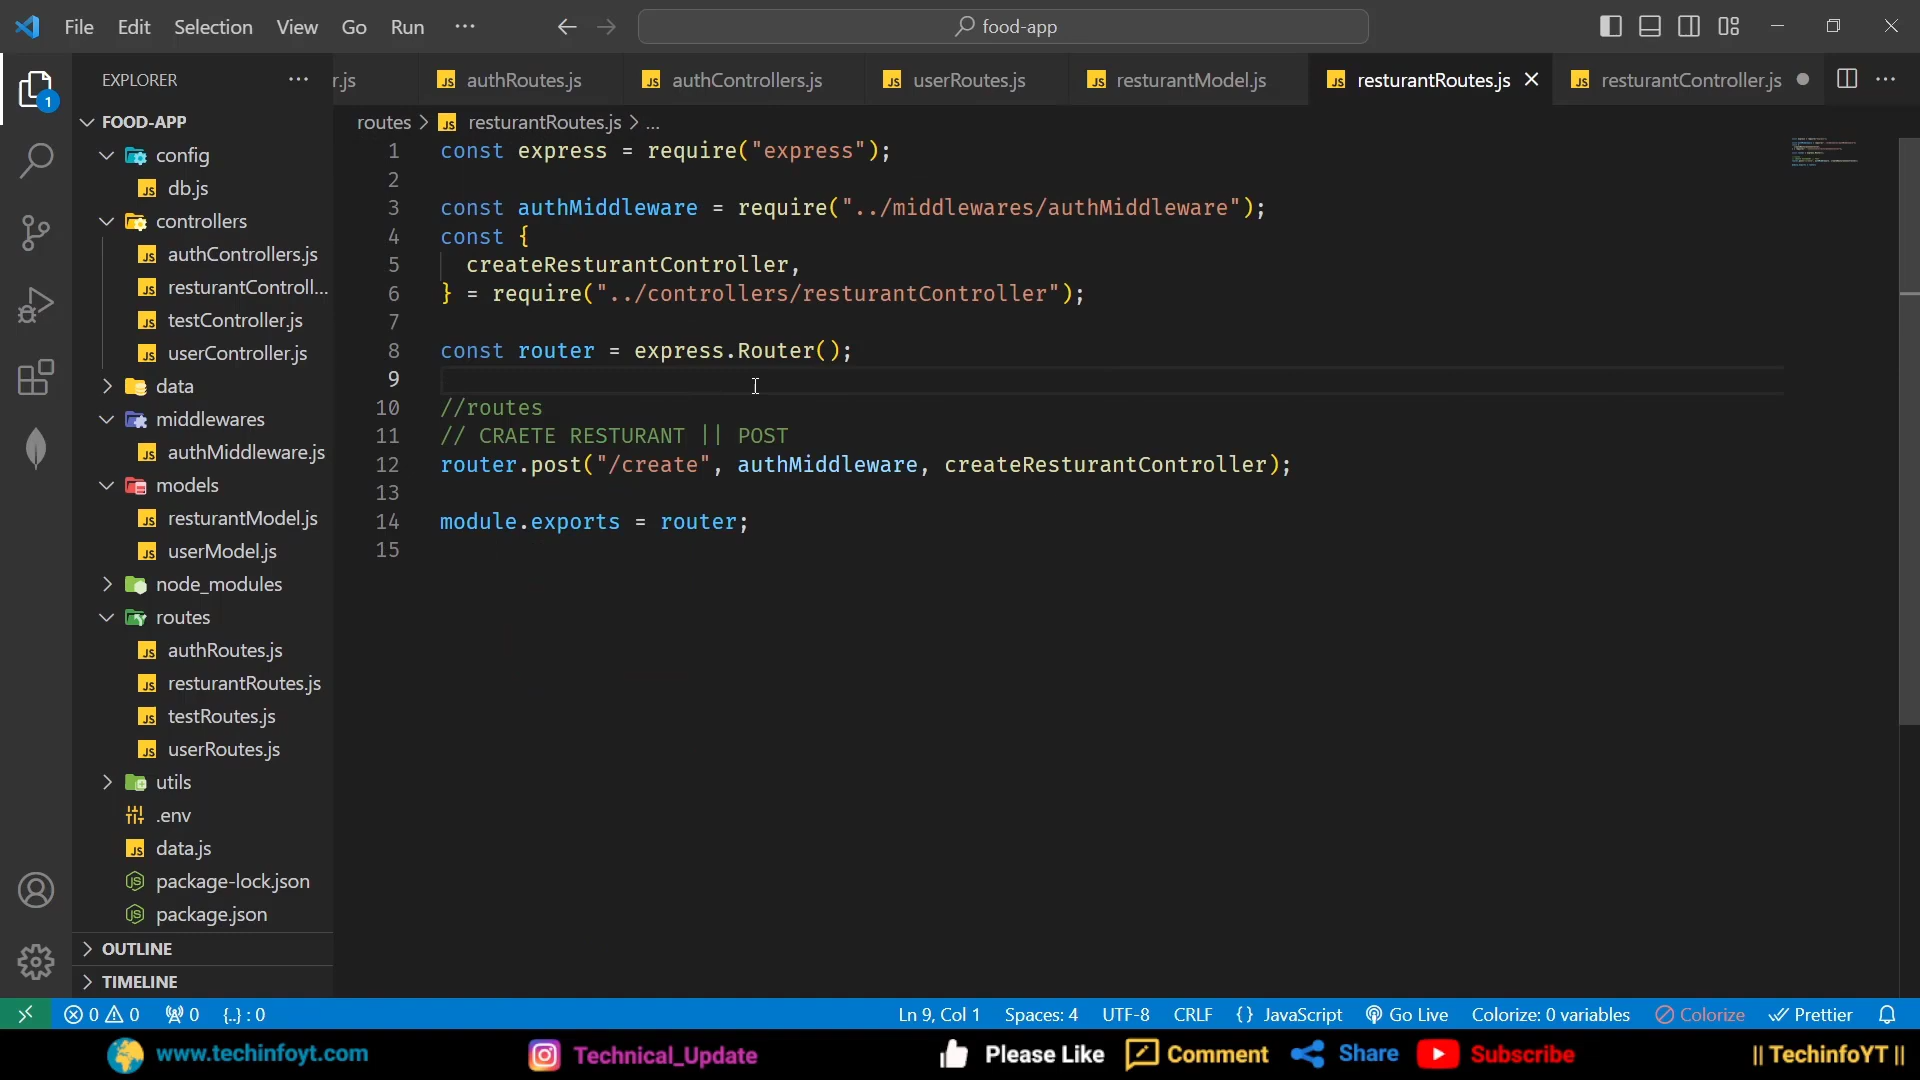 File Edit Selection View Go Run ··· food-app
EXPLORER ··· r.js authRoutes.js authControllers.js userRoutes.js resturantModel.js resturantRoutes.js resturantController.js
FOOD-APP
config
db.js
controllers
authControllers.js
resturantControll...
testController.js
userController.js
data
middlewares
authMiddleware.js
models
resturantModel.js
userModel.js
node_modules
routes
authRoutes.js
resturantRoutes.js
testRoutes.js
userRoutes.js
utils
.env
data.js
package-lock.json
package.json
OUTLINE
TIMELINE
1
routes > resturantRoutes.js > ...
1 const express = require("express");
2
3 const authMiddleware = require("../middlewares/authMiddleware");
4 const {
5 createResturantController,
6 } = require("../controllers/resturantController");
7
8 const router = express.Router();
9
10 //routes
11 // CRAETE RESTURANT || POST
12 router.post("/create", authMiddleware, createResturantController);
13
14 module.exports = router;
15
0 0 0 {..} : 0 Ln 9, Col 1 Spaces: 4 UTF-8 CRLF {} JavaScript Go Live Colorize: 0 variables Colorize Prettier
www.techinfoyt.com Technical_Update Please Like Comment Share Subscribe || TechinfoYT ||